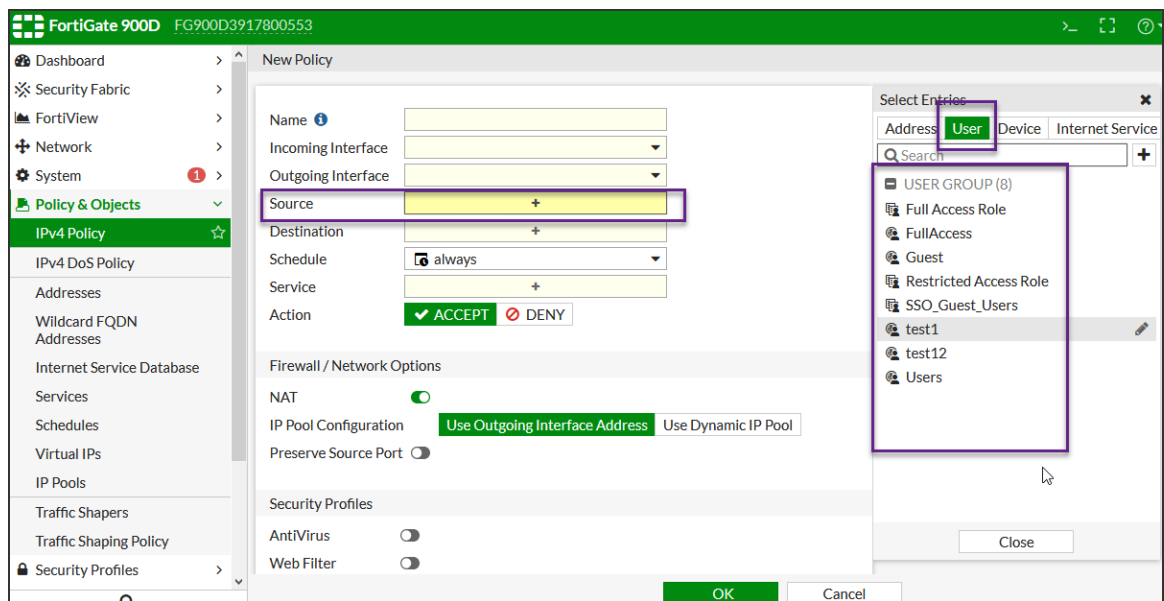 FortiGate 900D FG900D3917800553
>_
Dashboard
Security Fabric
FortiView
Network
System 1
Policy & Objects
IPv4 Policy
IPv4 DoS Policy
Addresses
Wildcard FQDN
Addresses
Internet Service Database
Services
Schedules
Virtual IPs
IP Pools
Traffic Shapers
Traffic Shaping Policy
Security Profiles
New Policy
Name
Incoming Interface
Outgoing Interface
Source +
Destination +
Schedule always
Service +
Action ACCEPT DENY
Firewall / Network Options
NAT
IP Pool Configuration Use Outgoing Interface Address Use Dynamic IP Pool
Preserve Source Port
Security Profiles
AntiVirus
Web Filter
OK Cancel
Select Entries
Address User Device Internet Service
Search +
USER GROUP (8)
Full Access Role
FullAccess
Guest
Restricted Access Role
SSO_Guest_Users
test1
test12
Users
Close